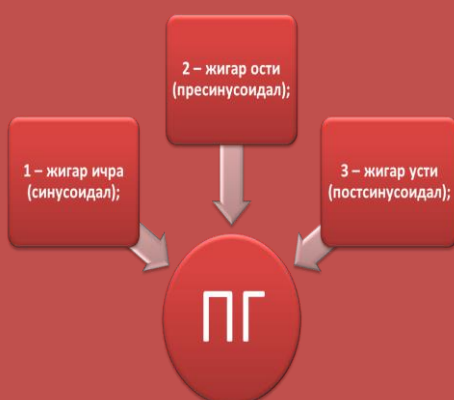 2 – жигар ости
(пресинусоидал);
1 – жигар ичра
(синусоидал);
3 – жигар усти
(постсинусоидал);
ПГ